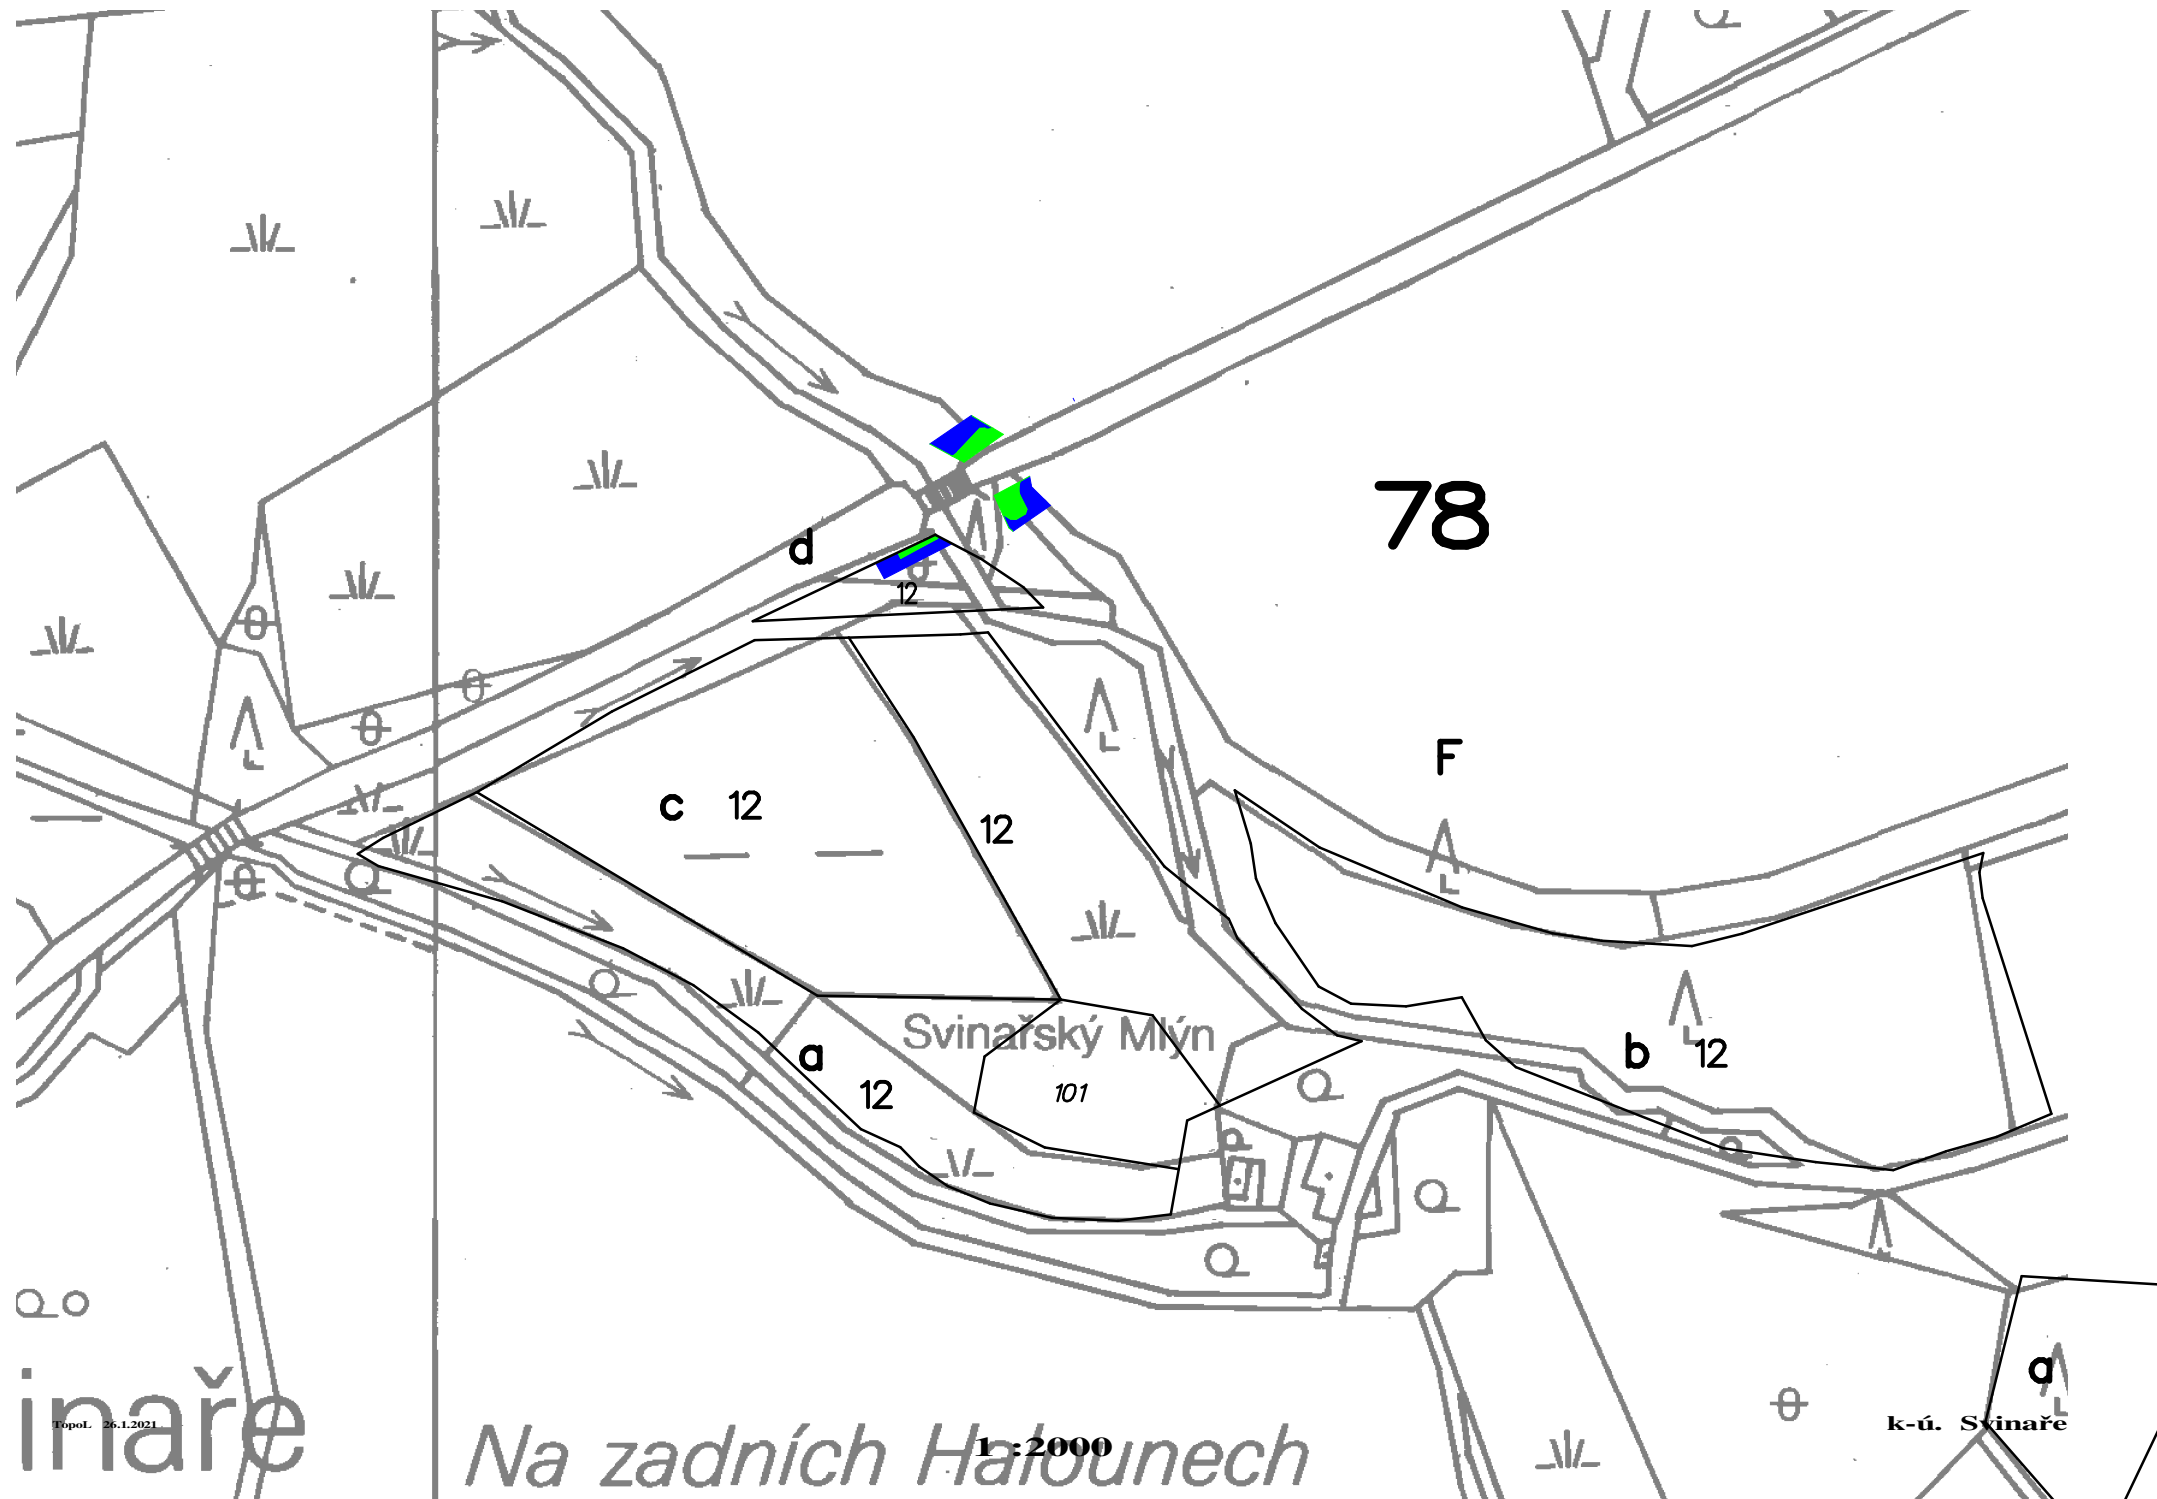 78
d
12
F
c 12
12
Svinařský Mlýn
a
12
101
b
12
a
inaře
TopoL 26.1.2021
Na zadních Halounech
1 :2000
k-ú. Svinaře